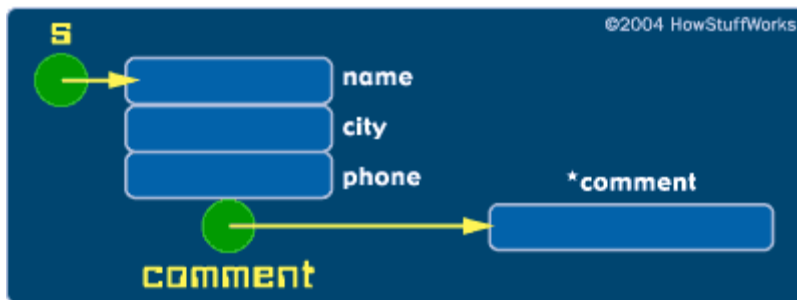 ©2004 HowStuffWorks
s
name
city
phone
*comment
comment